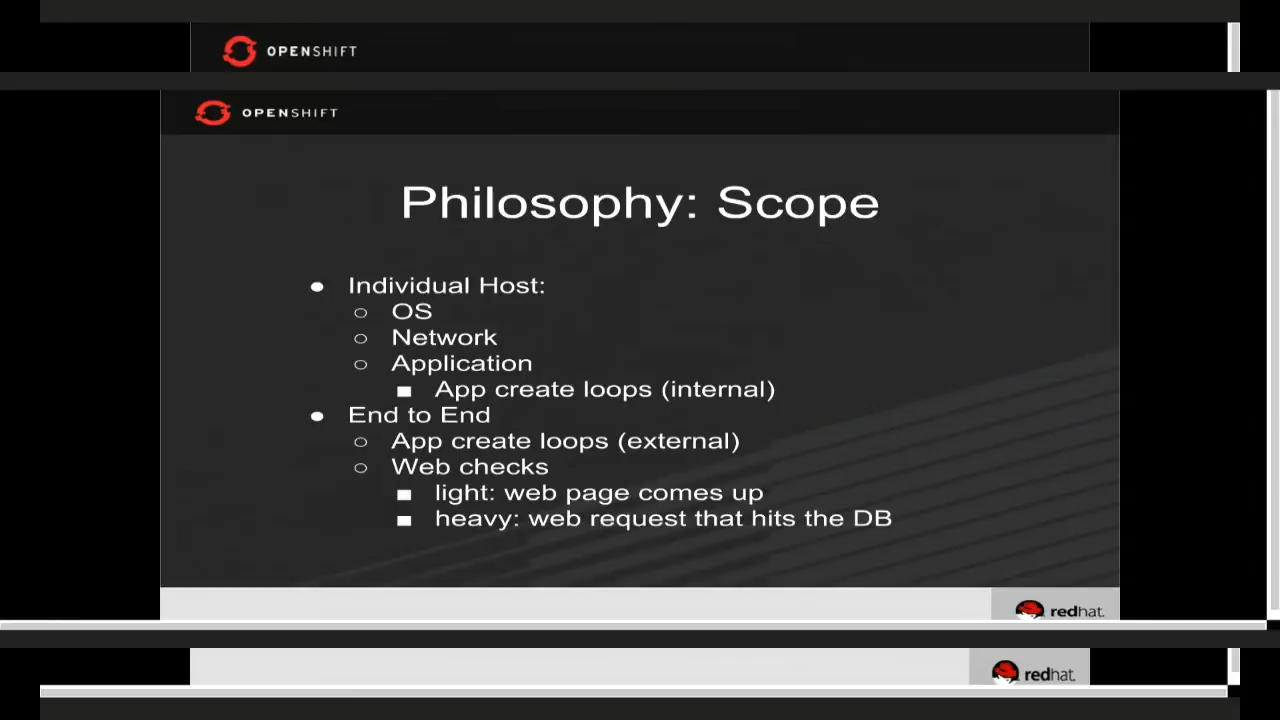 OPENSHIFT
OPENSHIFT
Philosophy: Scope
● Individual Host:
○ OS
○ Network
○ Application
■ App create loops (internal)
● End to End
○ App create loops (external)
○ Web checks
■ light: web page comes up
■ heavy: web request that hits the DB
redhat.
redhat.